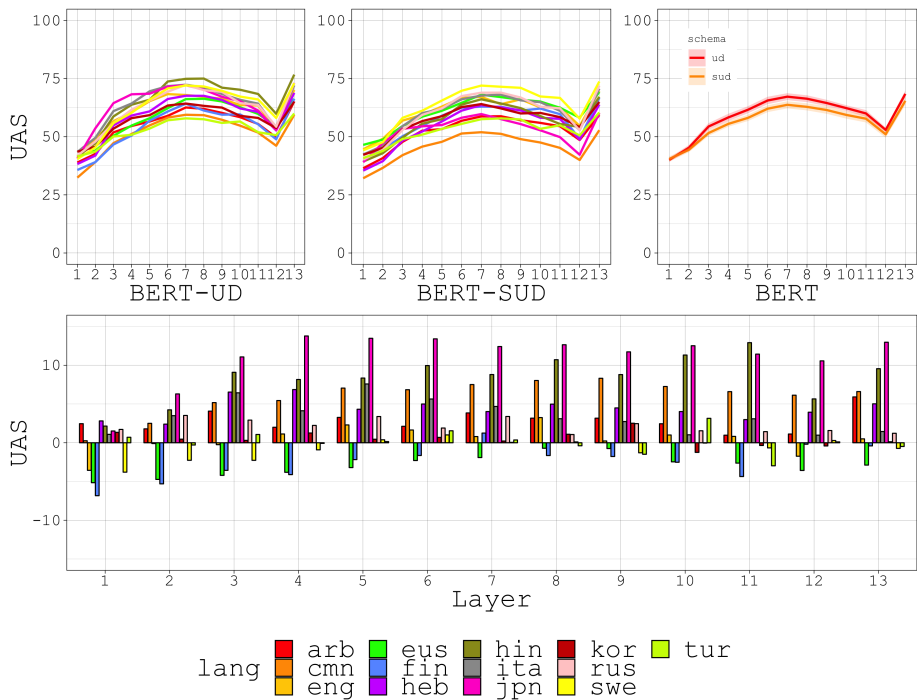 100
75
50
25
0
UAS
1 2 3 4 5 6 7 8 9 10 11 12 13
BERT-UD
100
75
50
25
0
1 2 3 4 5 6 7 8 9 10 11 12 13
BERT-SUD
100
75
50
25
0
schema
ud
sud
1 2 3 4 5 6 7 8 9 10 11 12 13
BERT
10
0
-10
UAS
1 2 3 4 5 6 7 8 9 10 11 12 13
Layer
lang
arb eus hin kor tur
cmn fin ita rus
eng heb jpn swe